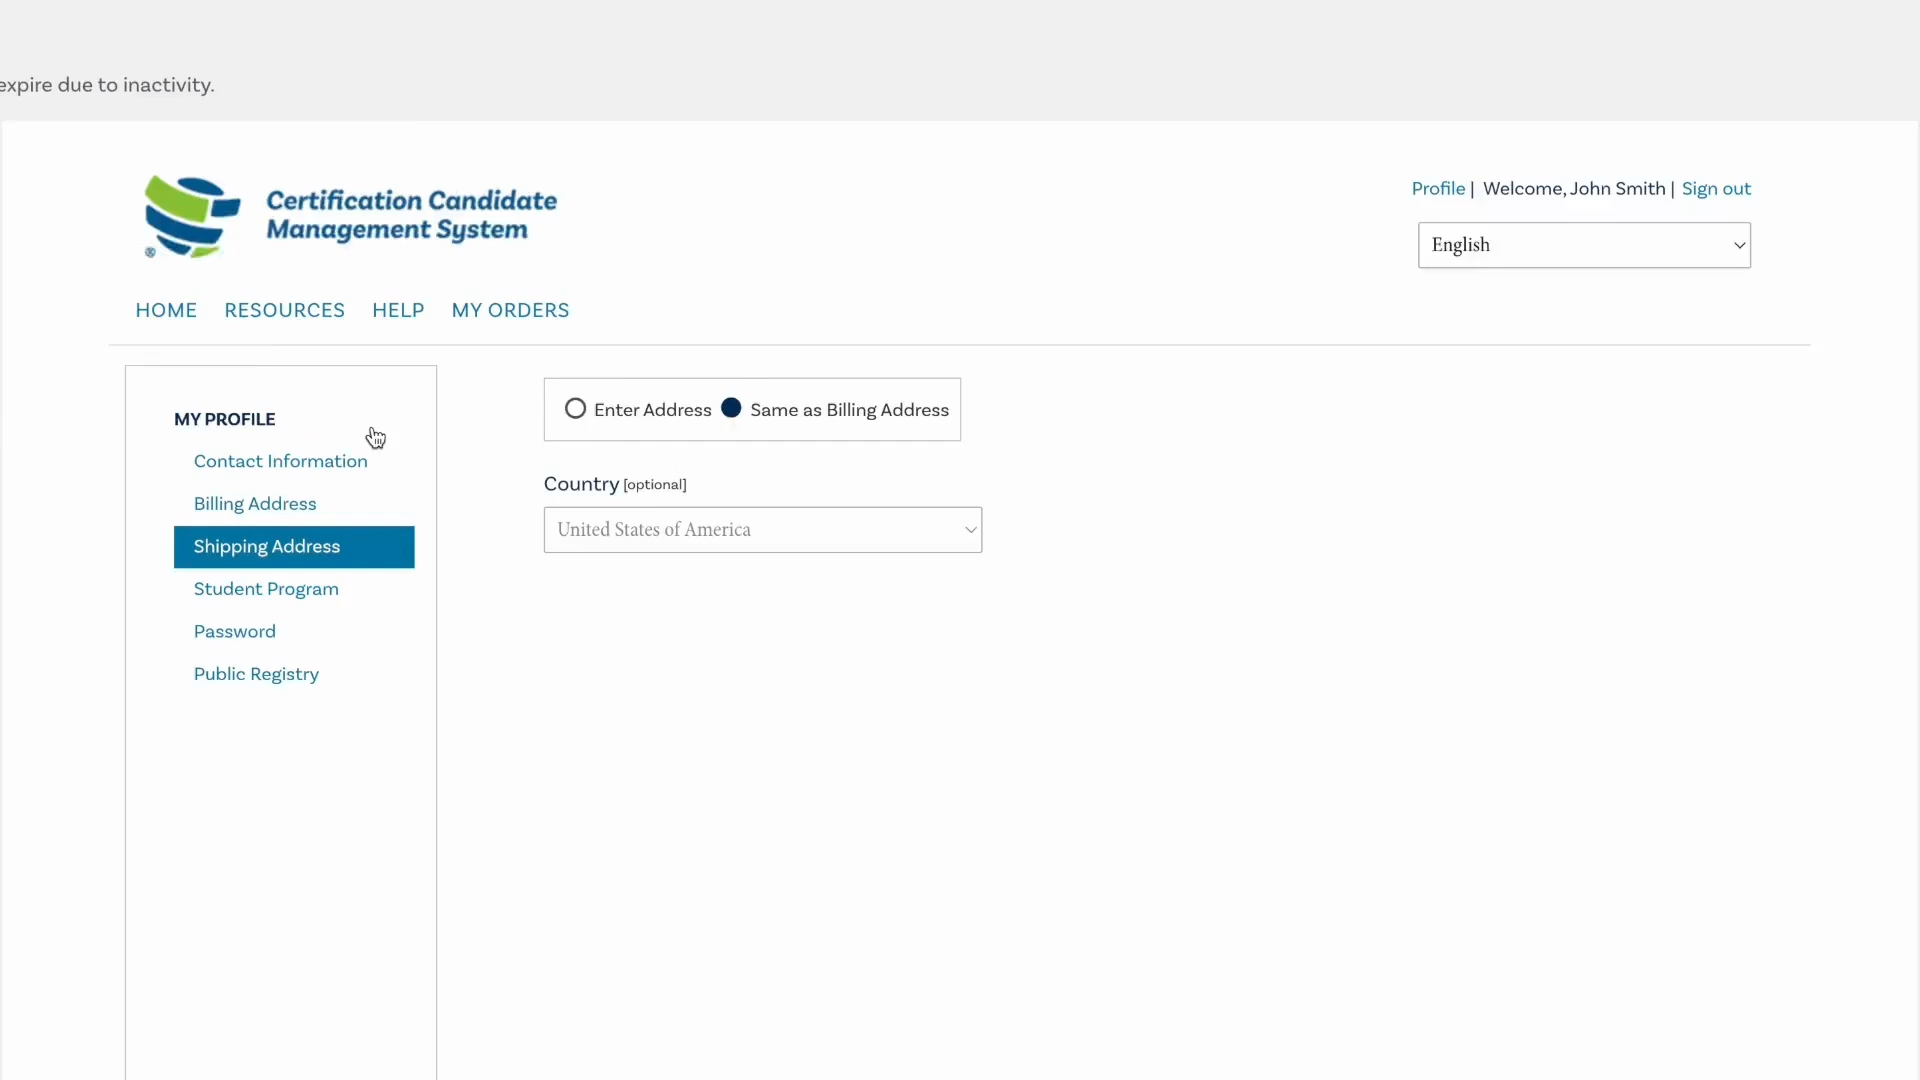 expire due to inactivity.
Certification Candidate
Management System
®
Profile | Welcome, John Smith | Sign out
English
HOME RESOURCES HELP MY ORDERS
MY PROFILE
Contact Information
Billing Address
Shipping Address
Student Program
Password
Public Registry
Enter Address Same as Billing Address
Country [optional]
United States of America